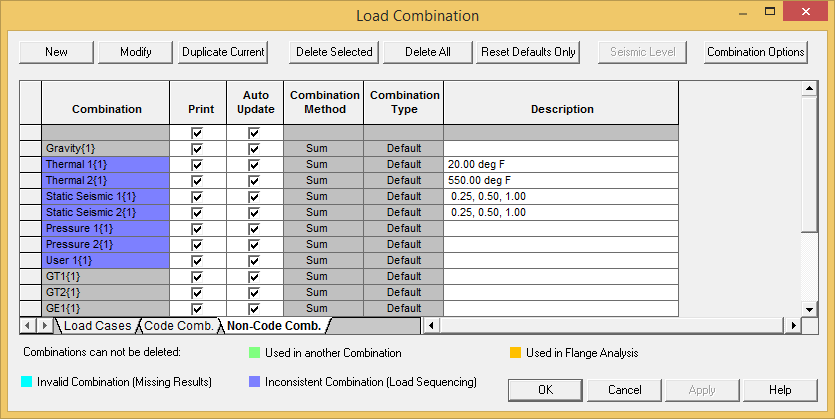 Load Combination
New Modify Duplicate Current Delete Selected Delete All Reset Defaults Only Seismic Level Combination Options
Combination Print Auto Update Combination Method Combination Type Description
Gravity{1} Sum Default
Thermal 1{1} Sum Default 20.00 deg F
Thermal 2{1} Sum Default 550.00 deg F
Static Seismic 1{1} Sum Default 0.25, 0.50, 1.00
Static Seismic 2{1} Sum Default 0.25, 0.50, 1.00
Pressure 1{1} Sum Default
Pressure 2{1} Sum Default
User 1{1} Sum Default
GT1{1} Sum Default
GT2{1} Sum Default
GE1{1} Sum Default
Load Cases Code Comb. Non-Code Comb.
Combinations can not be deleted: Used in another Combination Used in Flange Analysis
Invalid Combination (Missing Results) Inconsistent Combination (Load Sequencing)
OK Cancel Apply Help